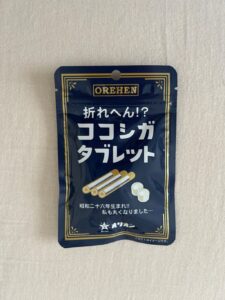 OREHEN
折れへん!?
ココシガ
タブレット
昭和二十六年生まれ!!
私も丸くなりました…
オリオン